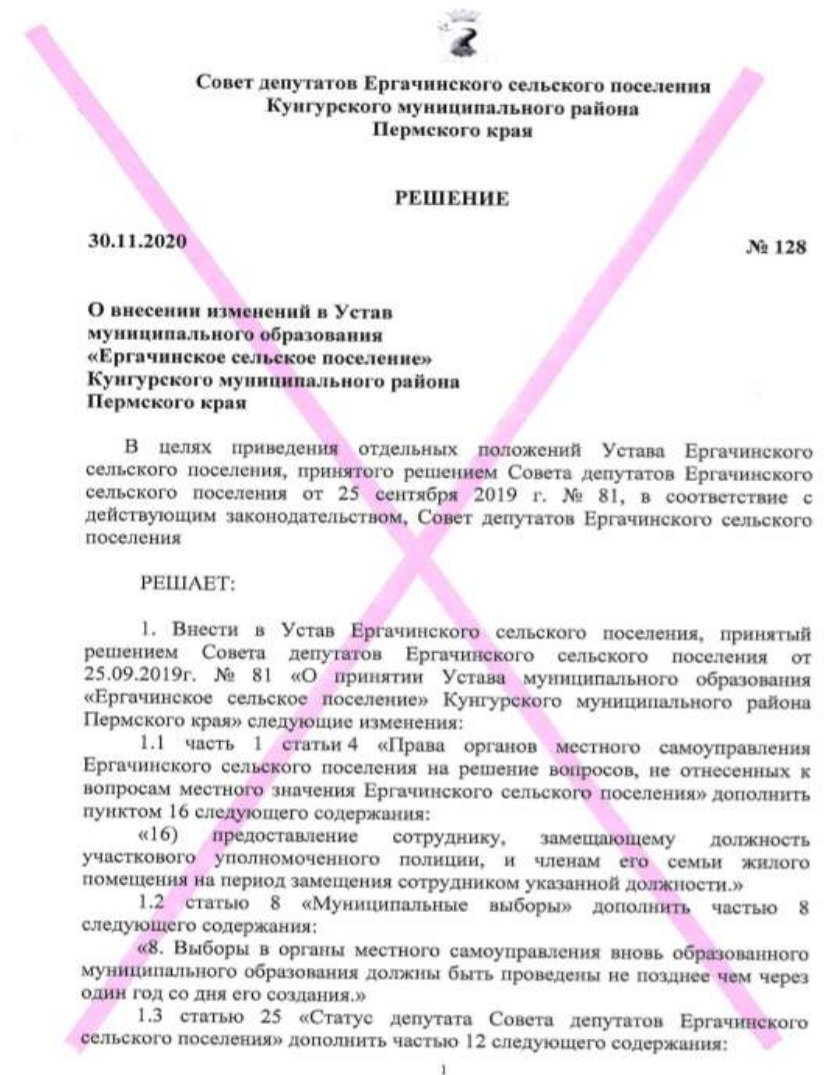 Совет депутатов Ергачинского сельского поселения
Кунгурского муниципального района
Пермского края
РЕШЕНИЕ
30.11.2020
№ 128
О внесении изменений в Устав
муниципального образования
«Ергачинское сельское поселение»
Кунгурского муниципального района
Пермского края
В целях приведения отдельных положений Устава Ергачинского
сельского поселения, принятого решением Совета депутатов Ергачинского
сельского поселения от 25 сентября 2019 г. № 81, в соответствие с
действующим законодательством, Совет депутатов Ергачинского сельского
поселения
РЕШАЕТ:
1. Внести в Устав Ергачинского сельского поселения, принятый
решением Совета депутатов Ергачинского сельского поселения от
25.09.2019г. № 81 «О принятии Устава муниципального образования
«Ергачинское сельское поселение» Кунгурского муниципального района
Пермского края» следующие изменения:
1.1 часть 1 статьи 4 «Права органов местного самоуправления
Ергачинского сельского поселения на решение вопросов, не отнесенных к
вопросам местного значения Ергачинского сельского поселения» дополнить
пунктом 16 следующего содержания:
«16) предоставление сотруднику, замещающему должность
участкового уполномоченного полиции, и членам его семьи жилого
помещения на период замещения сотрудником указанной должности.»
1.2 статью 8 «Муниципальные выборы» дополнить частью 8
следующего содержания:
«8. Выборы в органы местного самоуправления вновь образованного
муниципального образования должны быть проведены не позднее чем через
один год со дня его создания.»
1.3 статью 25 «Статус депутата Совета депутатов Ергачинского
сельского поселения» дополнить частью 12 следующего содержания:
1